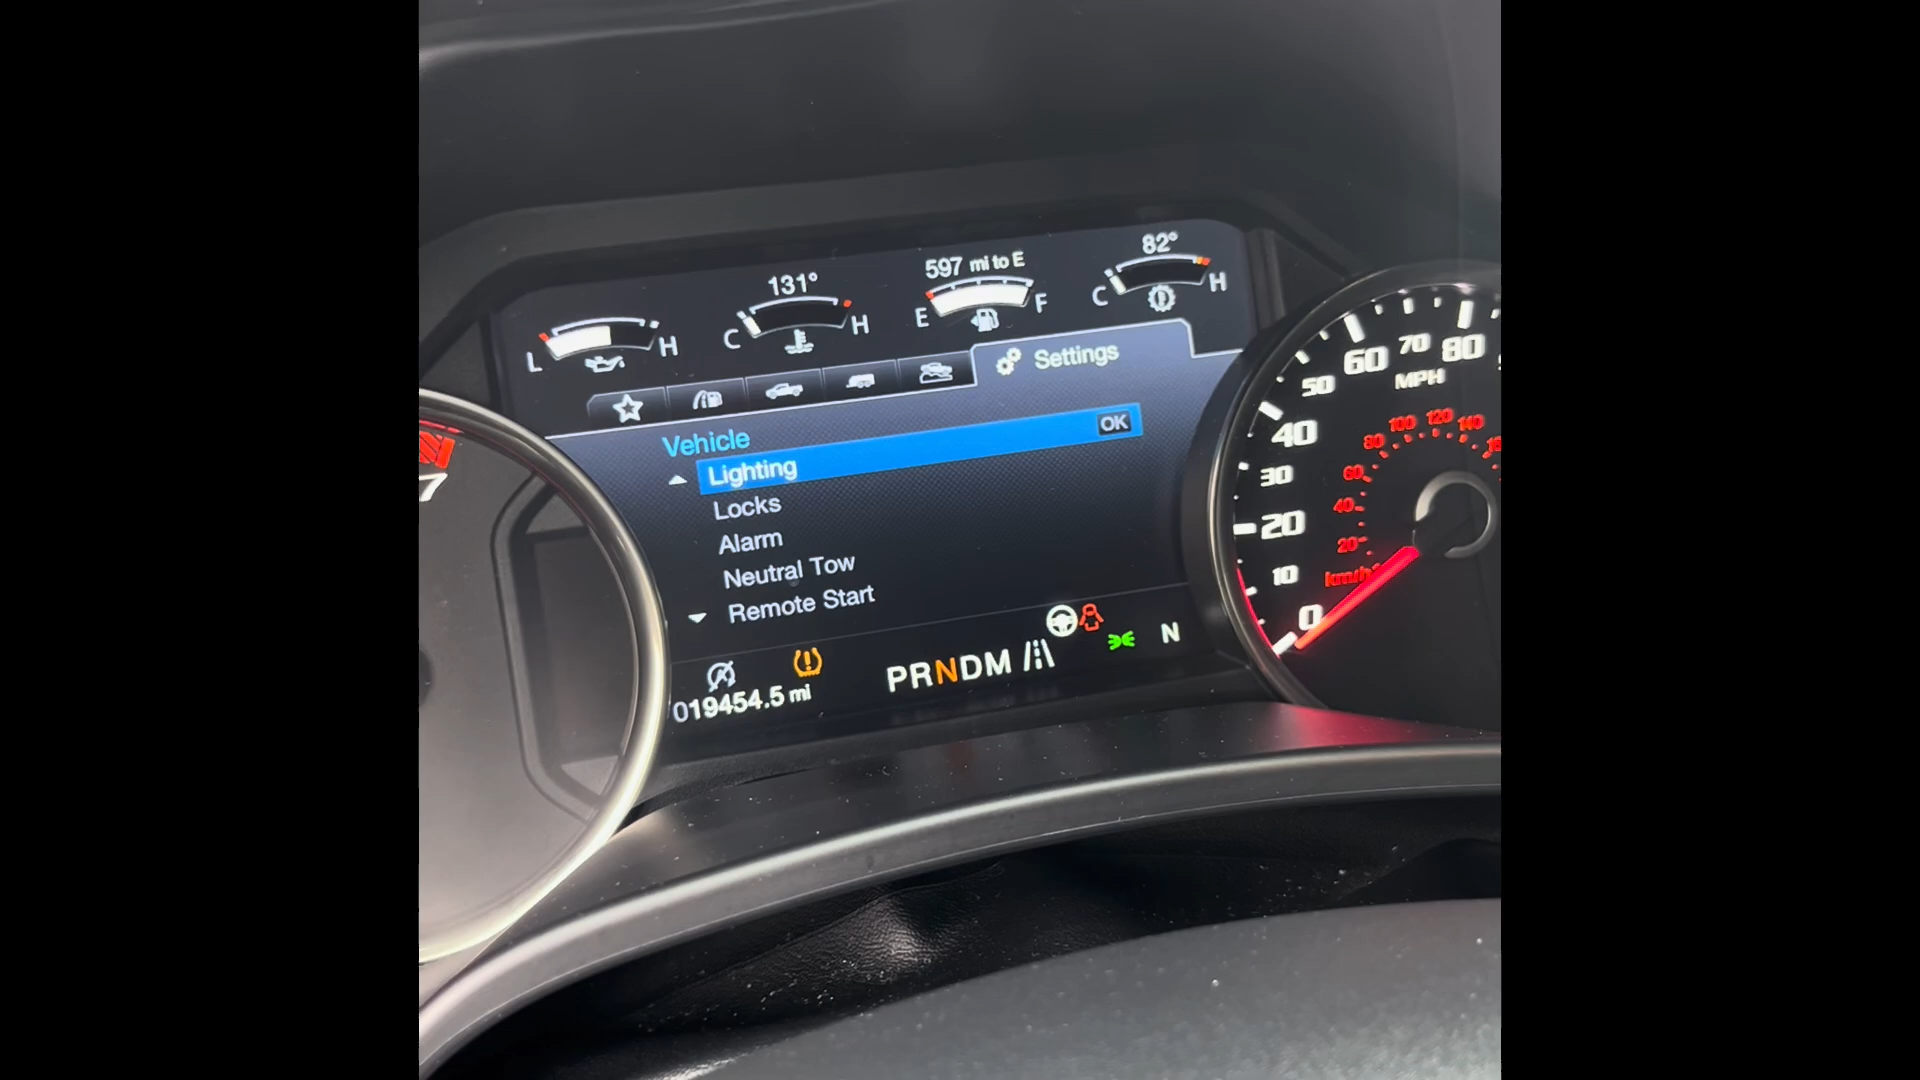 82°
597 mi to E
131°
C H
E F
C H
L H
Settings
Vehicle
Lighting OK
Locks
Alarm
Neutral Tow
Remote Start
PRNDM N
019454.5 mi
7
0 10 20 30 40 50 60 70 80
MPH
20 40 60 80 100 120 140
km/h